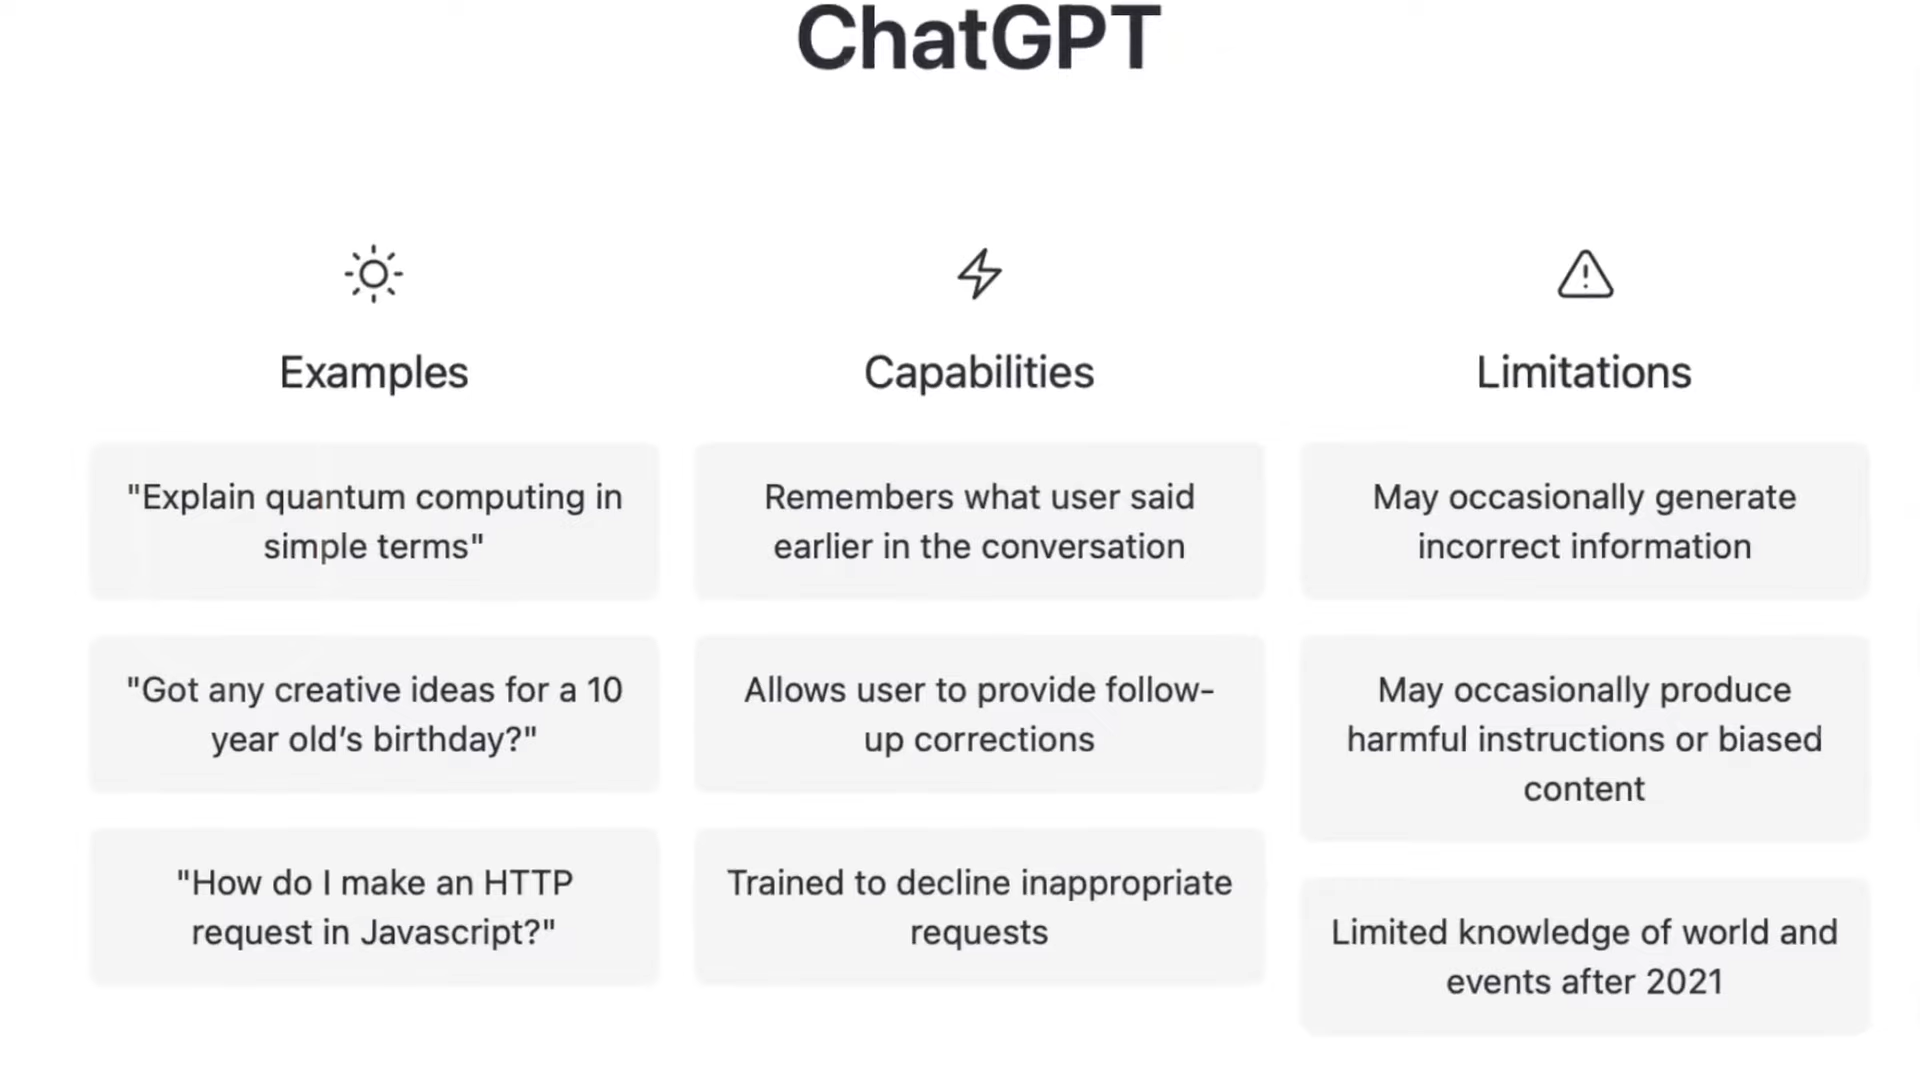 ChatGPT
Examples
"Explain quantum computing in
simple terms"
"Got any creative ideas for a 10
year old’s birthday?"
"How do I make an HTTP
request in Javascript?"
Capabilities
Remembers what user said
earlier in the conversation
Allows user to provide follow-
up corrections
Trained to decline inappropriate
requests
Limitations
May occasionally generate
incorrect information
May occasionally produce
harmful instructions or biased
content
Limited knowledge of world and
events after 2021